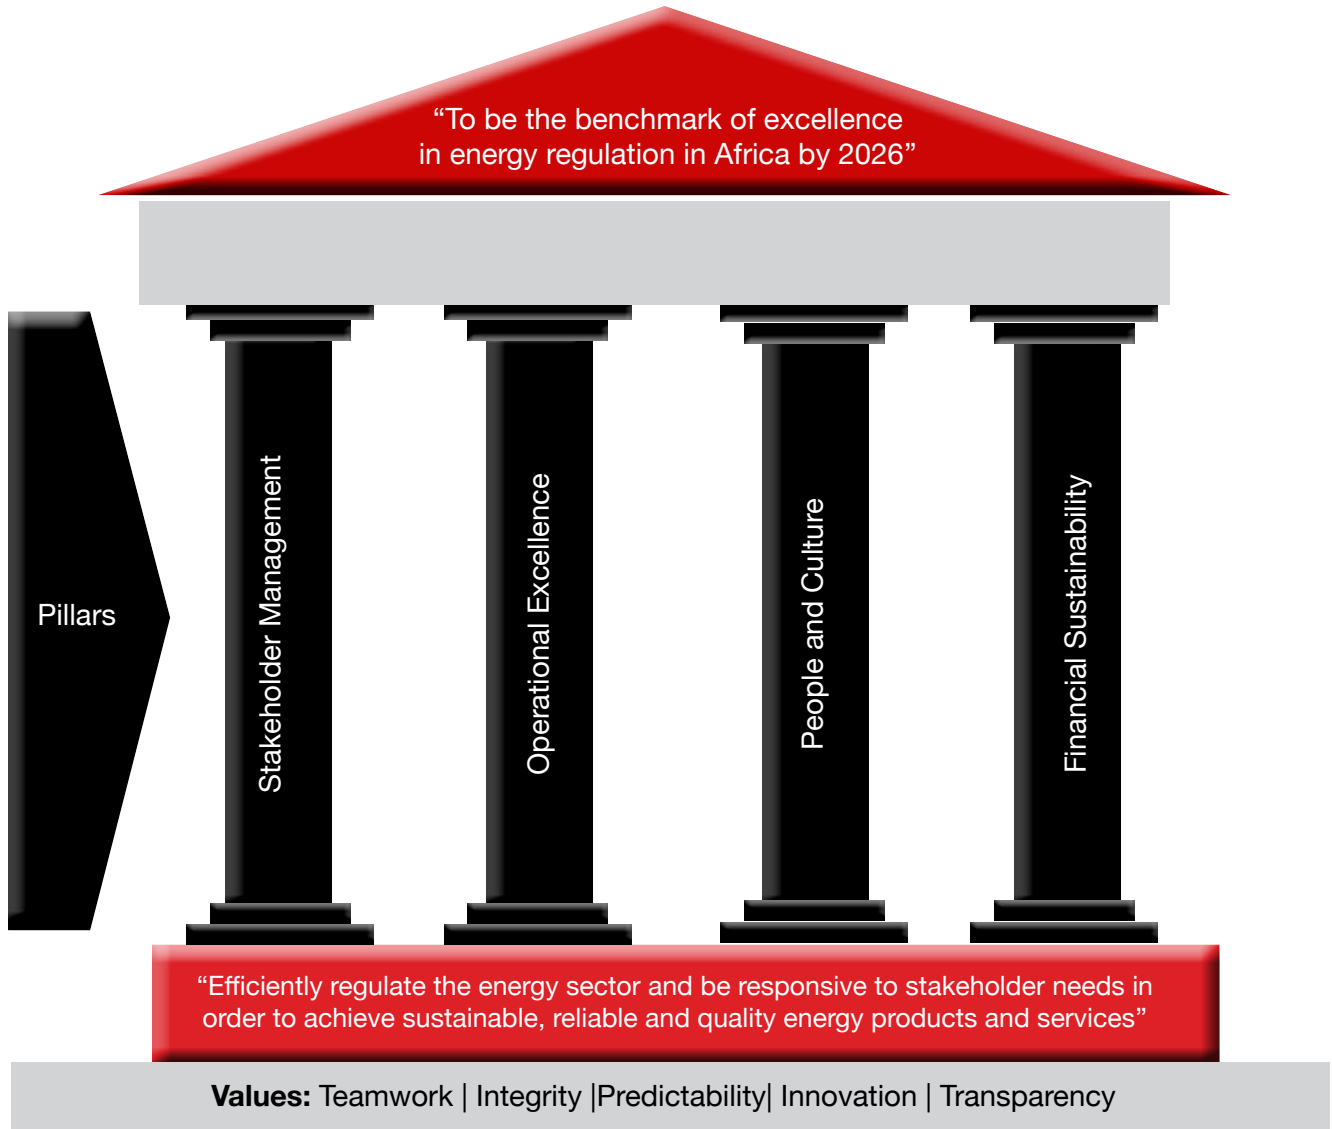 “To be the benchmark of excellence
in energy regulation in Africa by 2026”
Pillars
Stakeholder Management
Operational Excellence
People and Culture
Financial Sustainability
“Efficiently regulate the energy sector and be responsive to stakeholder needs in
order to achieve sustainable, reliable and quality energy products and services”
Values: Teamwork | Integrity |Predictability| Innovation | Transparency